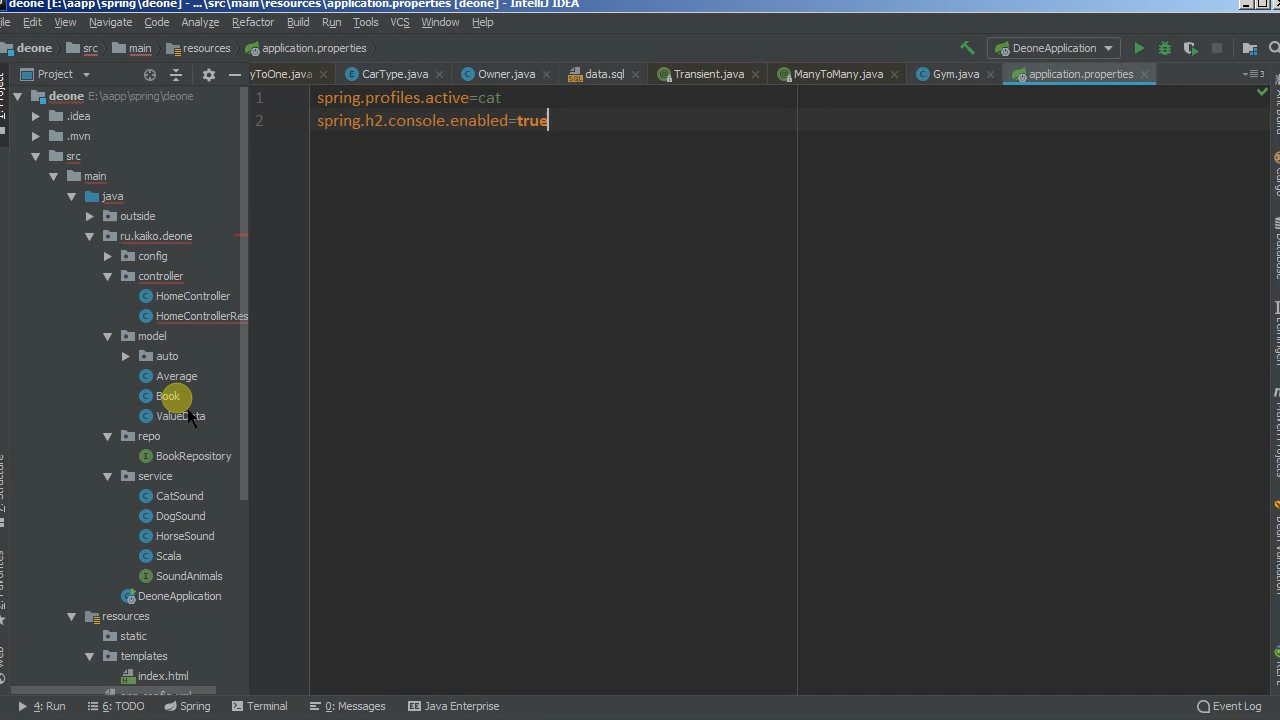 deone [E:\aapp\spring\deone] - ...\src\main\resources\application.properties [deone] - IntelliJ IDEA
Edit View Navigate Code Analyze Refactor Build Run Tools VCS Window Help
deone src main resources application.properties DeoneApplication
Project yToOne.java CarType.java Owner.java data.sql Transient.java ManyToMany.java Gym.java application.properties
deone E:\aapp\spring\deone
.idea
.mvn
src
main
java
outside
ru.kaiko.deone
config
controller
HomeController
HomeControllerRes
model
auto
Average
Book
ValueData
repo
BookRepository
service
CatSound
DogSound
HorseSound
Scala
SoundAnimals
DeoneApplication
resources
static
templates
index.html
1 spring.profiles.active=cat
2 spring.h2.console.enabled=true
4: Run 6: TODO Spring Terminal 0: Messages Java Enterprise Event Log